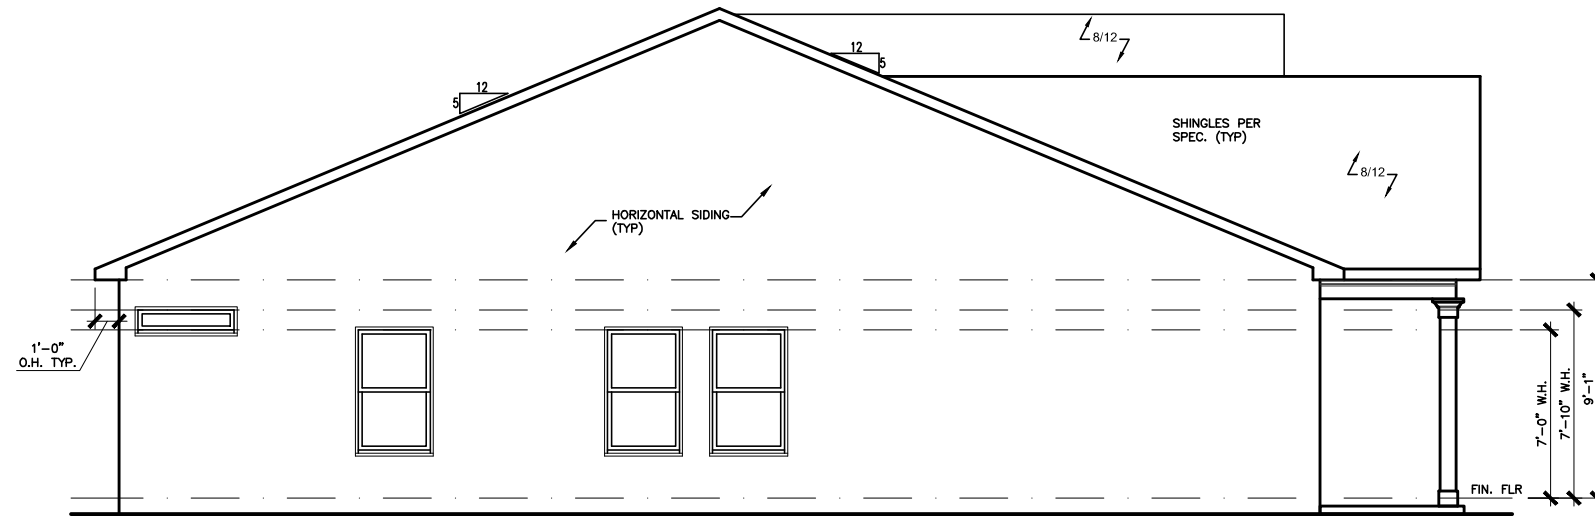 8/12
12
5
12
5
SHINGLES PER
SPEC. (TYP)
8/12
HORIZONTAL SIDING
(TYP)
1'-0"
O.H. TYP.
7'-0" W.H.
7'-10" W.H.
9'-1"
FIN. FLR